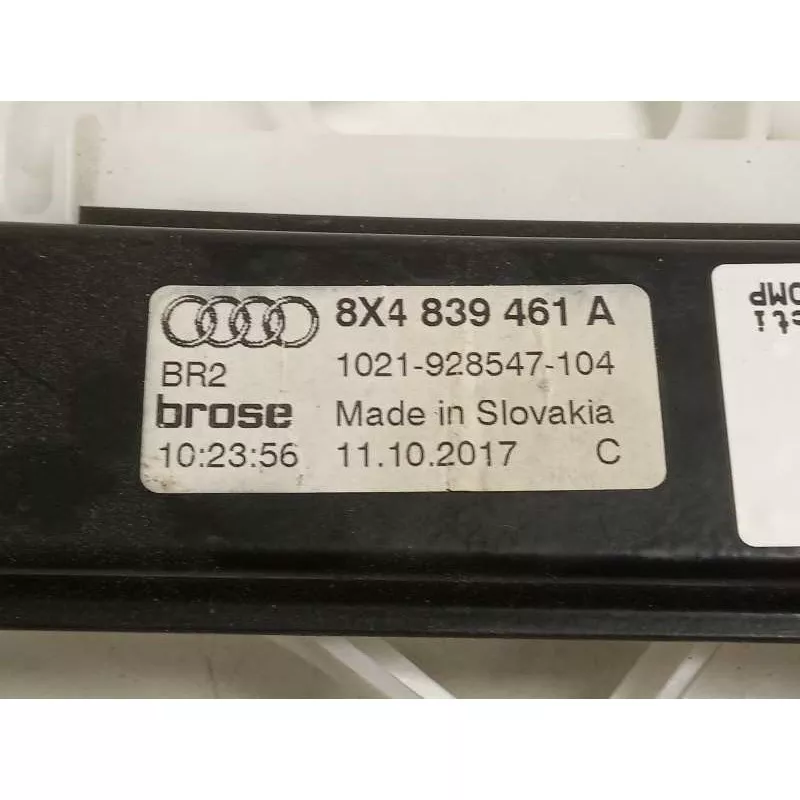 8X4 839 461 A
BR2 1021-928547-104
brose Made in Slovakia
10:23:56 11.10.2017 C